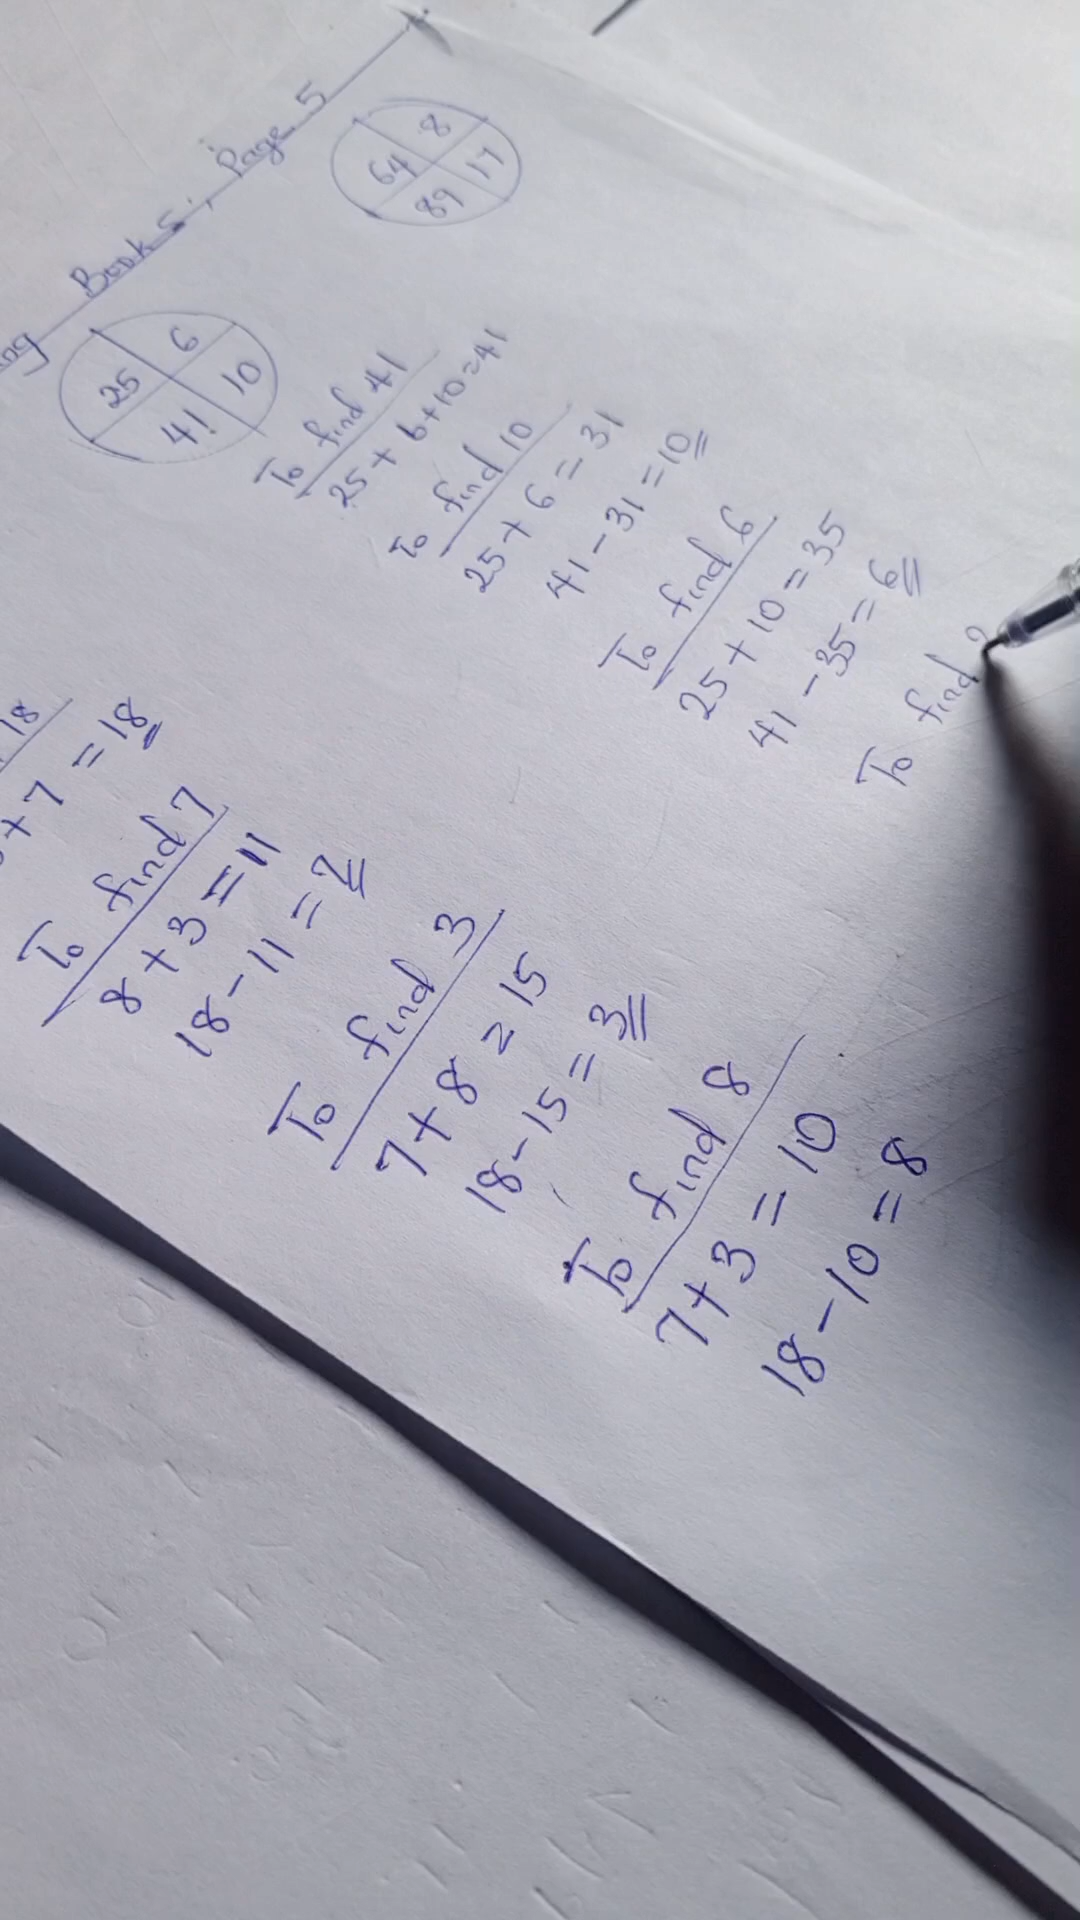 Book 5, Page 5
25 6
41 10
64 8
89 17
To find 41
25 + 6 + 10 = 41
To find 10
25 + 6 = 31
41 - 31 = 10
To find 6
25 + 10 = 35
41 - 35 = 6
To find 2
18
+ 7 = 18
To find 7
8 + 3 = 11
18 - 11 = 7
To find 3
7 + 8 = 15
18 - 15 = 3
To find 8
7 + 3 = 10
18 - 10 = 8